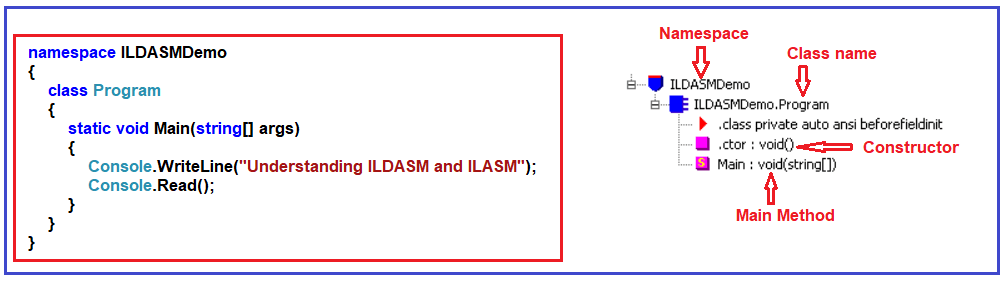 namespace ILDASMDemo
{
class Program
{
static void Main(string[] args)
{
Console.WriteLine("Understanding ILDASM and ILASM");
Console.Read();
}
}
}
Namespace
Class name
ILDASMDemo
ILDASMDemo.Program
.class private auto ansi beforefieldinit
.ctor : void()
Constructor
S Main : void(string[])
Main Method